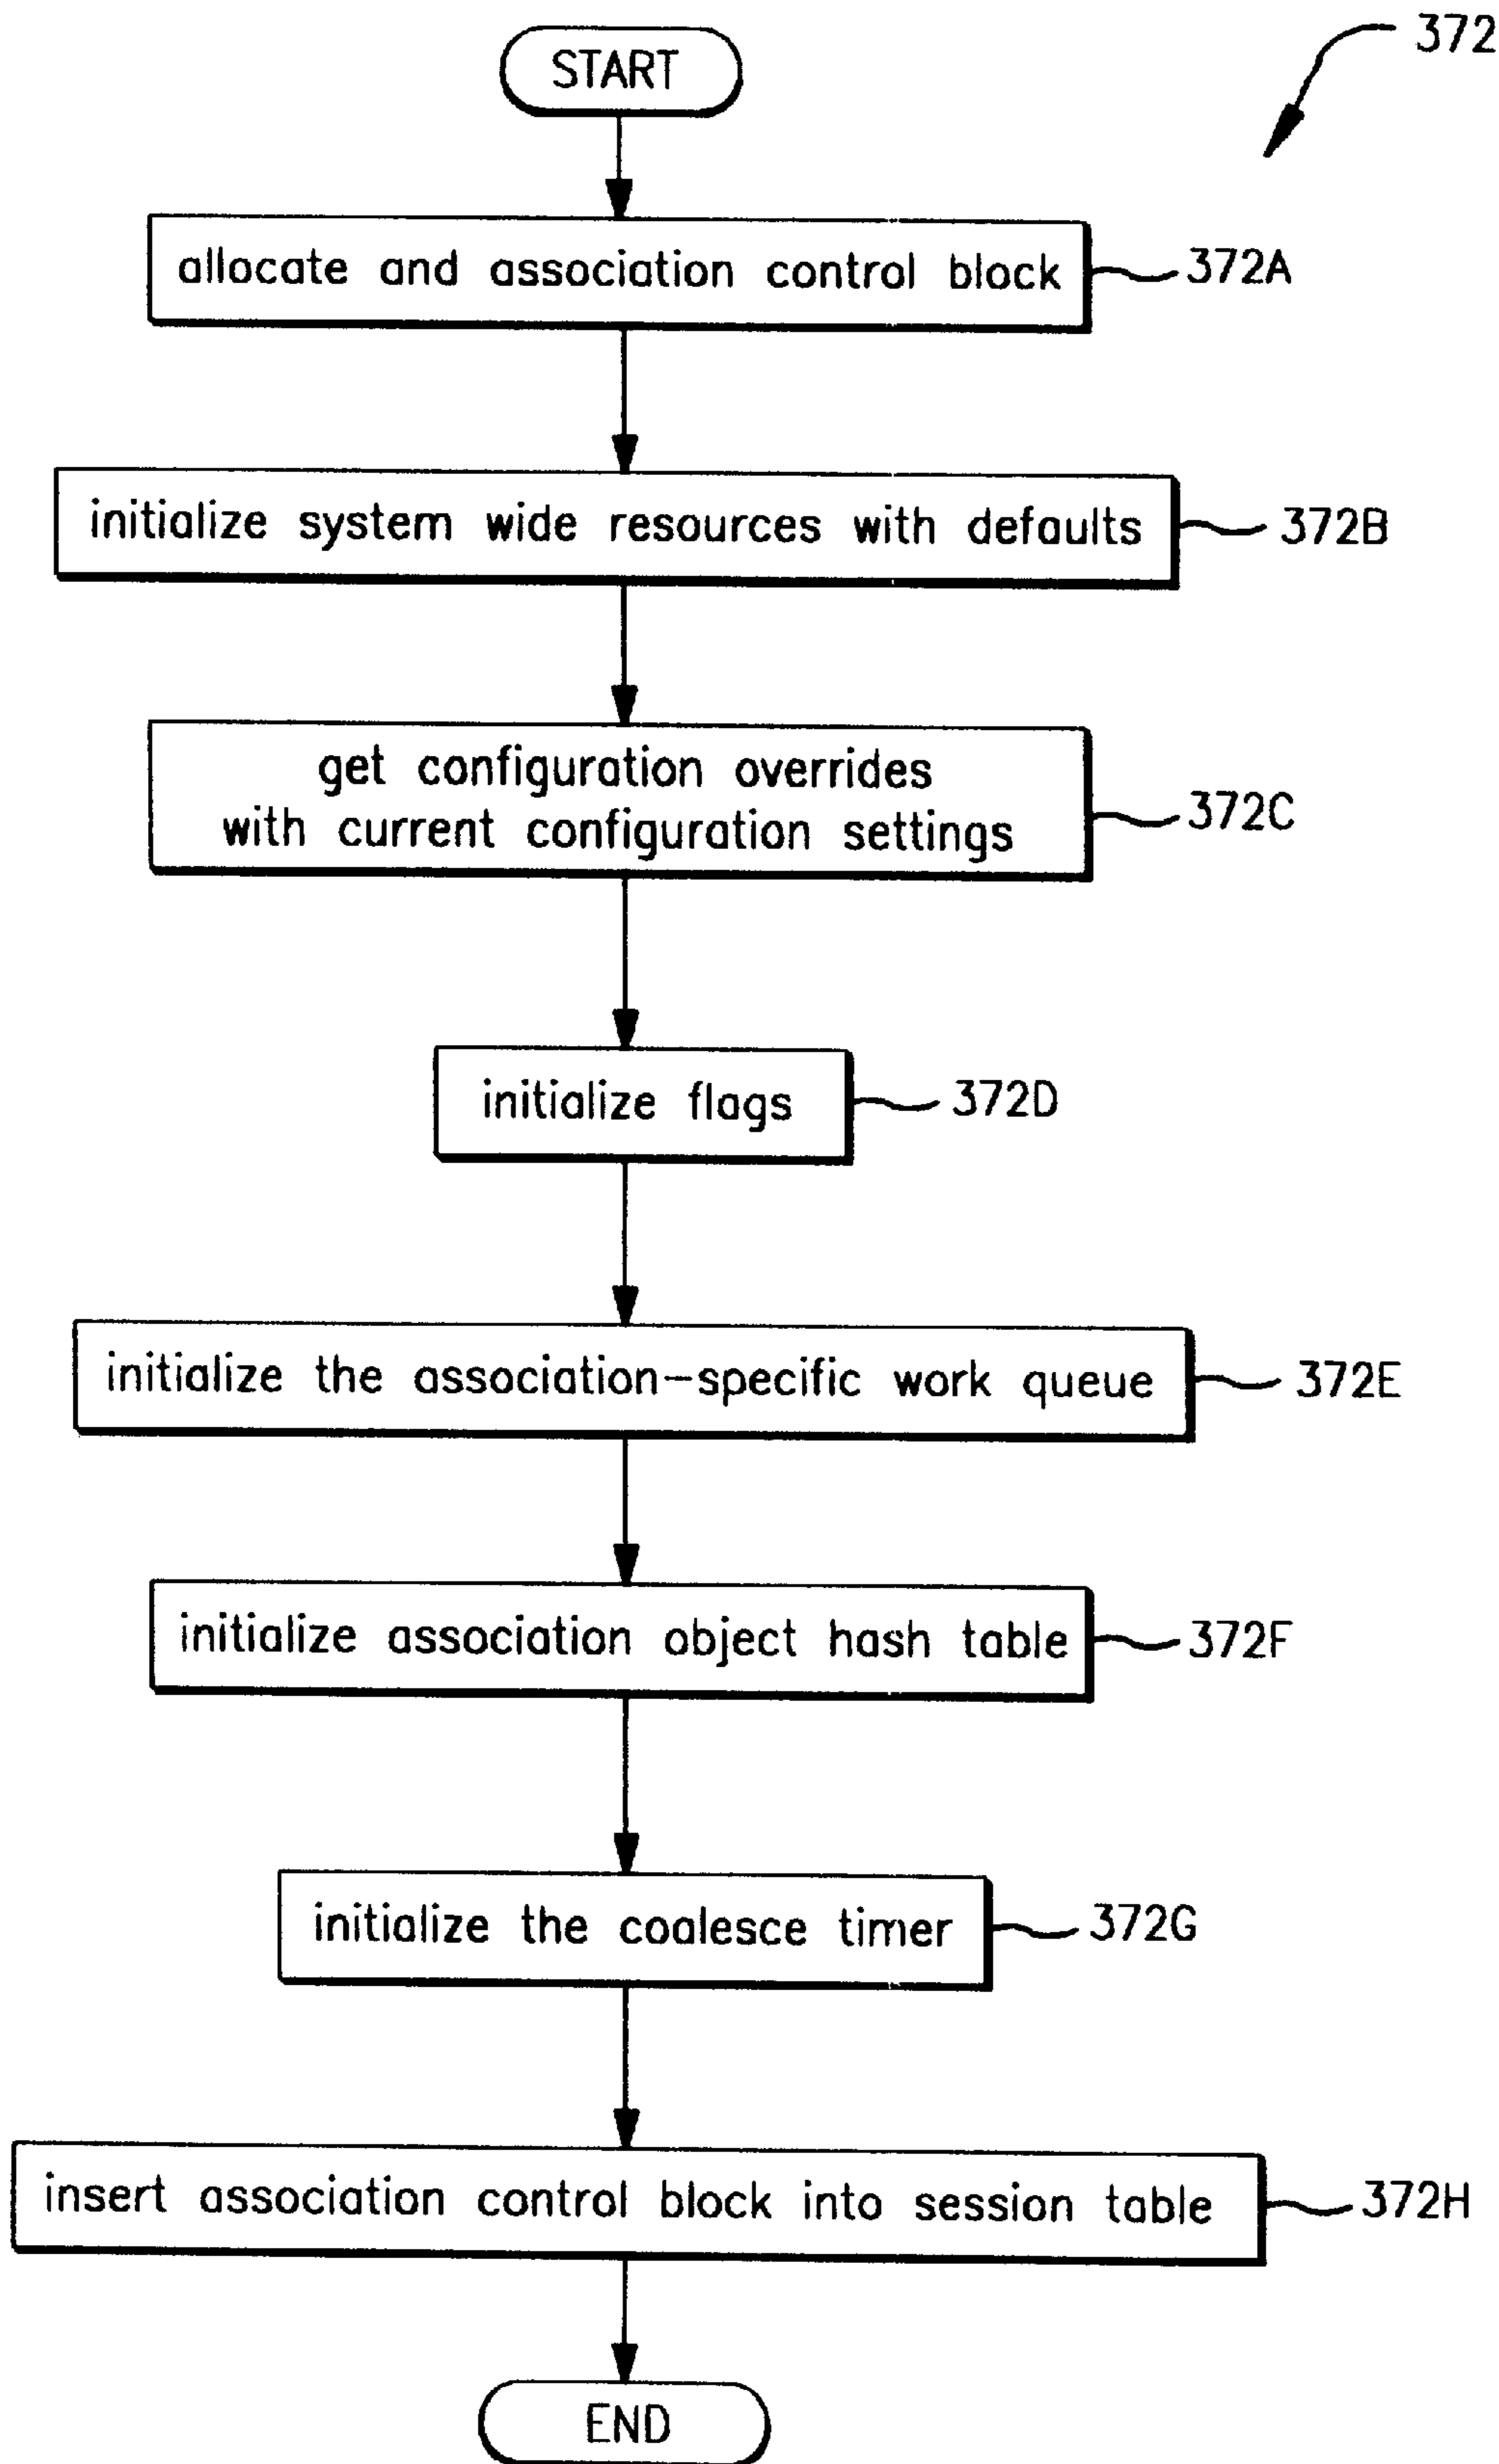 372
START
allocate and association control block
372A
initialize system wide resources with defaults
372B
get configuration overrides
with current configuration settings
372C
initialize flags
372D
initialize the association-specific work queue
372E
initialize association object hash table
372F
initialize the coalesce timer
372G
insert association control block into session table
372H
END